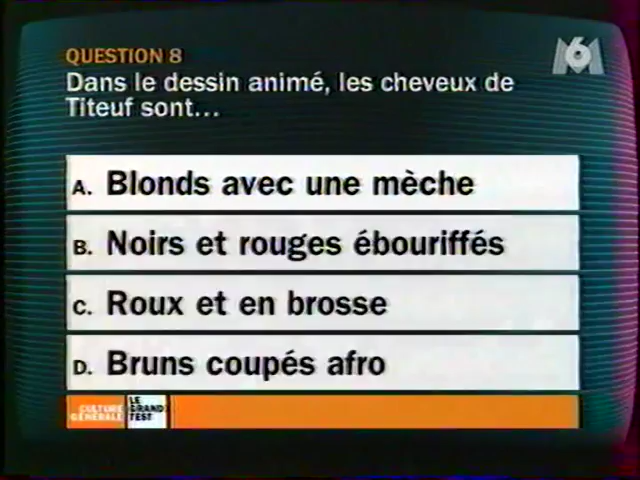 QUESTION 8
M6
Dans le dessin animé, les cheveux de
Titeuf sont...
A. Blonds avec une mèche
B. Noirs et rouges ébouriffés
C. Roux et en brosse
D. Bruns coupés afro
CULTURE
GÉNÉRALE
LE
GRAND
TEST